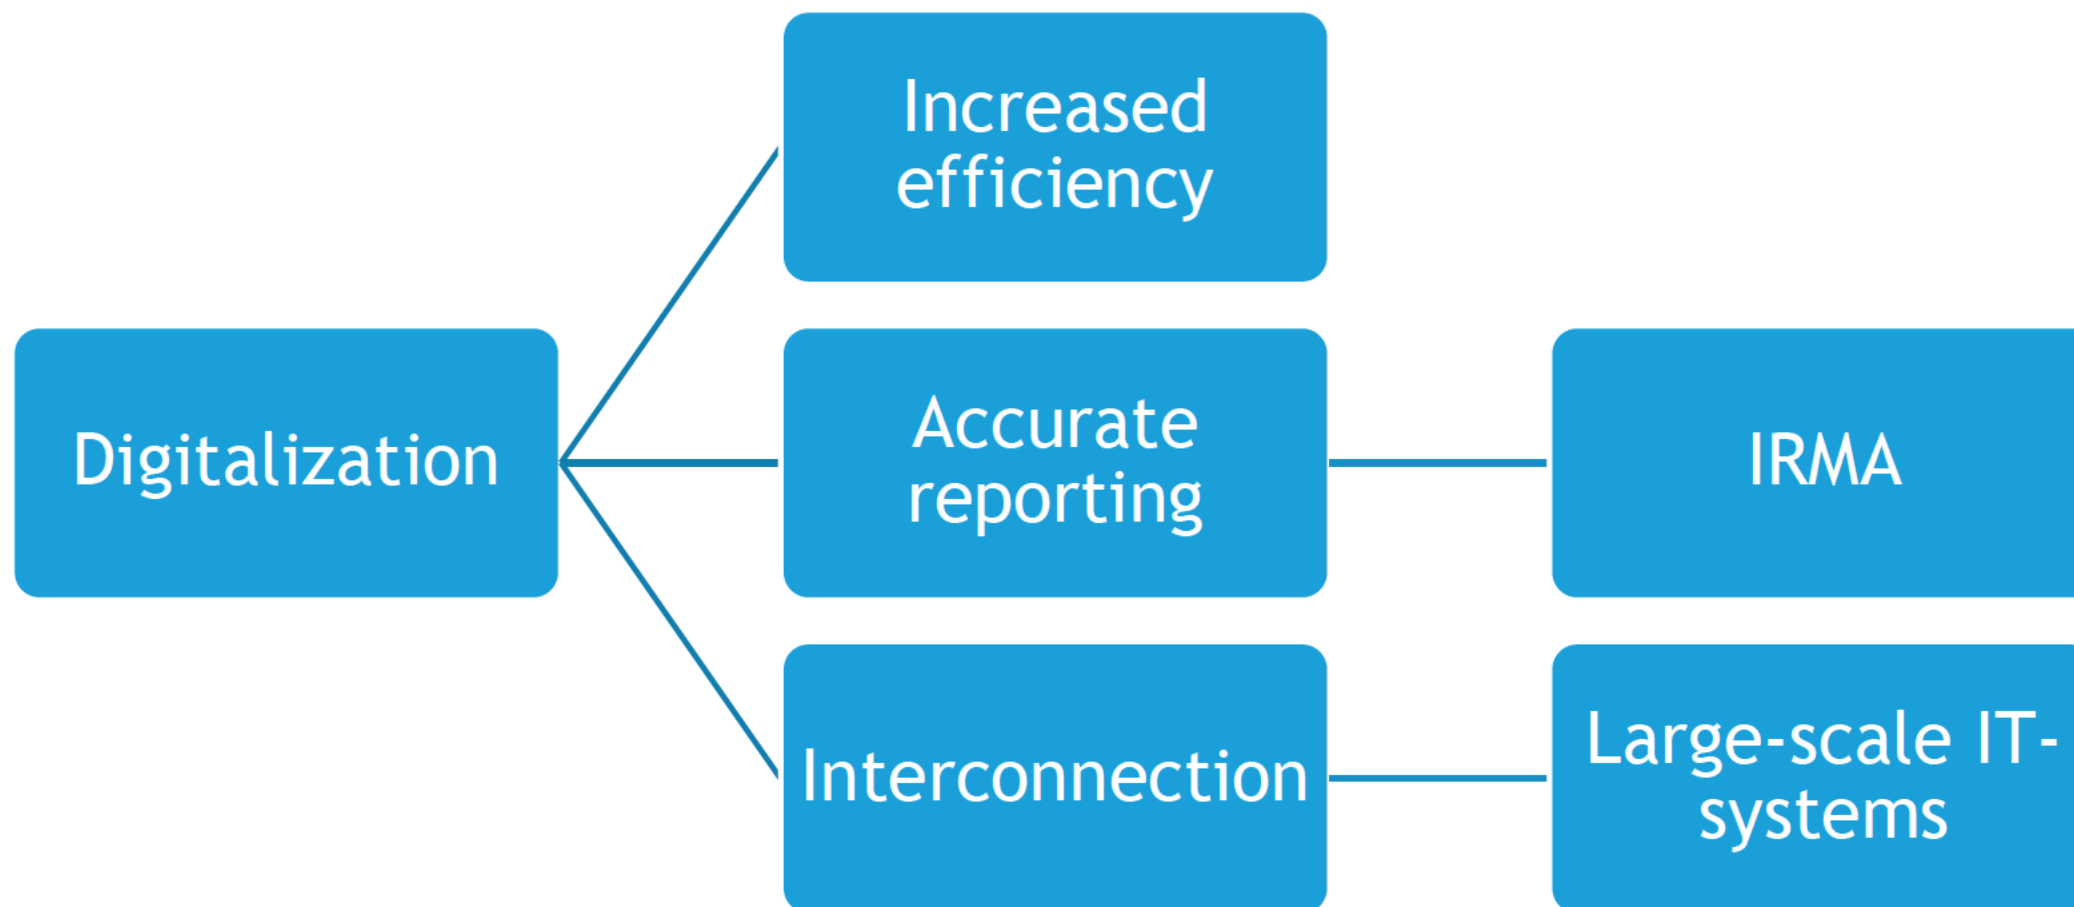 Increased
efficiency
Digitalization
Accurate
reporting
IRMA
Interconnection
Large-scale IT-
systems